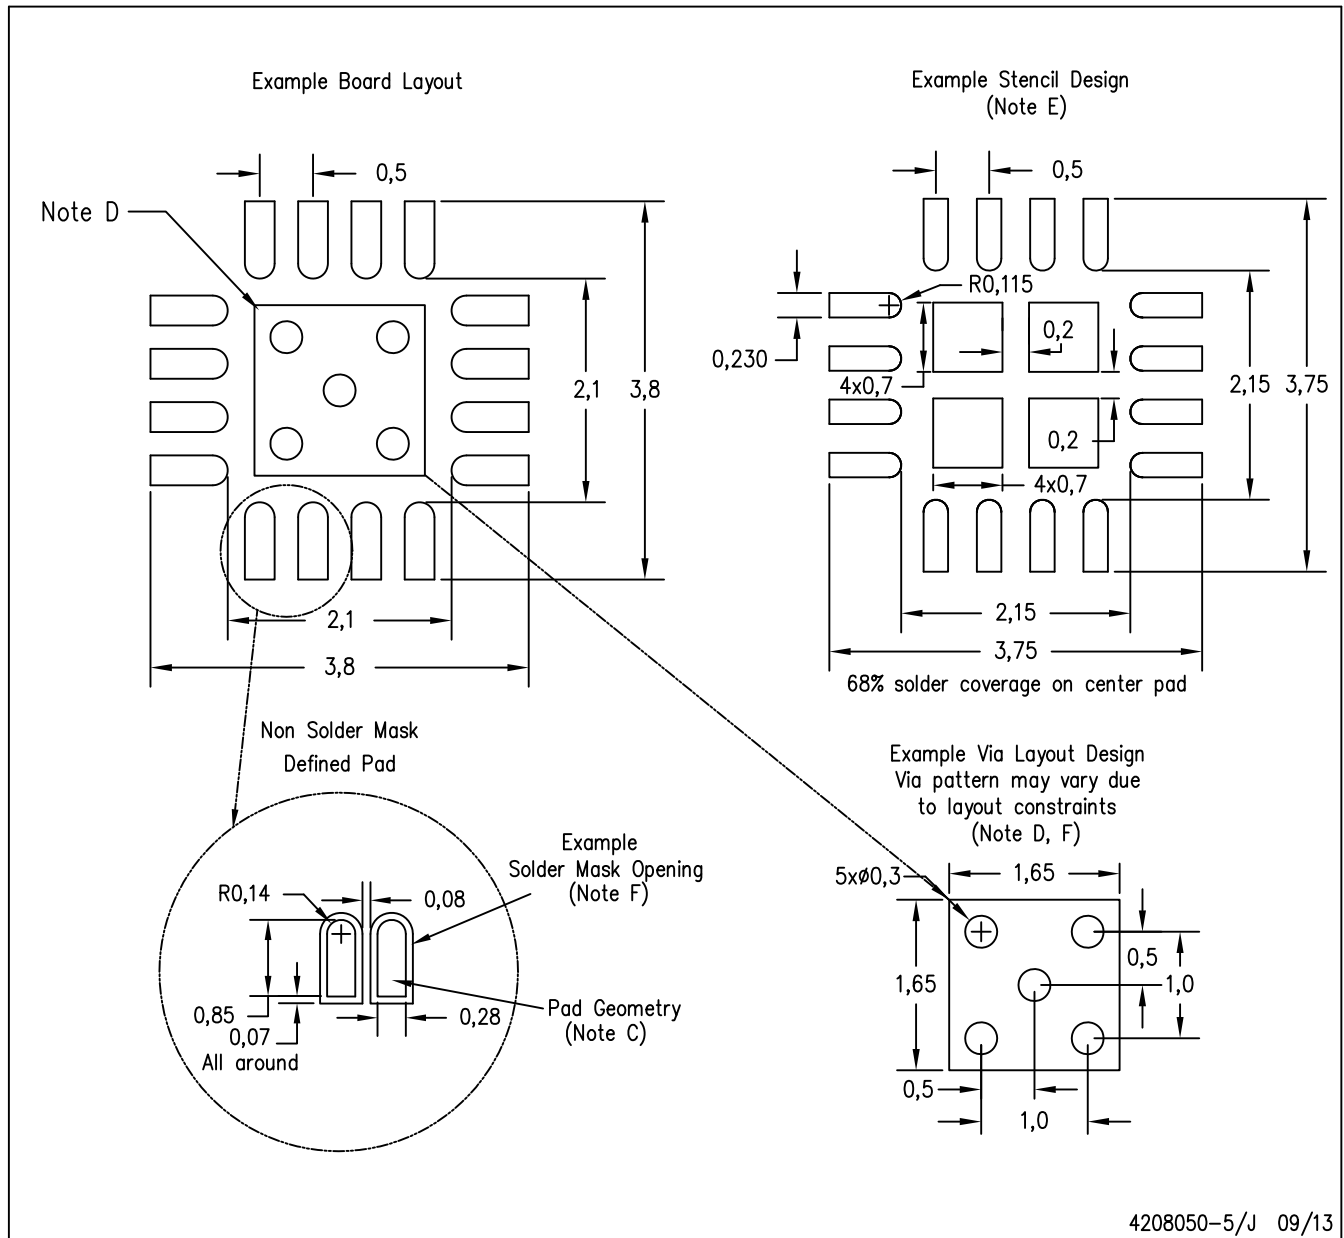 Example Board Layout
0,5
Note D
2,1
3,8
2,1
3,8
Example Stencil Design
(Note E)
0,5
R0,115
0,230
0,2
4x0,7
2,15
3,75
0,2
4x0,7
2,15
3,75
68% solder coverage on center pad
Non Solder Mask
Defined Pad
Example
Solder Mask Opening
(Note F)
R0,14
0,08
0,85
0,07
All around
0,28
Pad Geometry
(Note C)
Example Via Layout Design
Via pattern may vary due
to layout constraints
(Note D, F)
5xø0,3
1,65
1,65
0,5
1,0
0,5
1,0
4208050-5/J 09/13